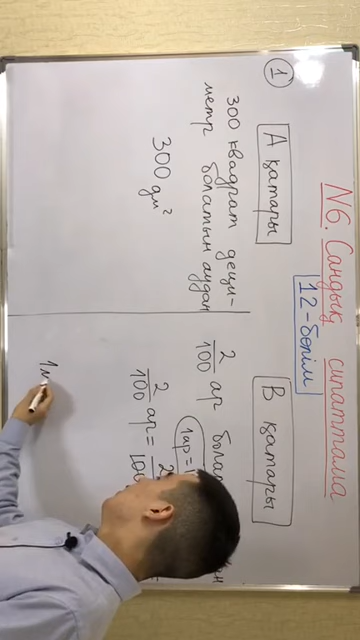 №6. Сандық сипаттама
12-бөлім
1
А қатары
300 квадрат деци-
метр болатын аудан
300 дм²
В қатары
2/100 ар
2/100 ар =
1ар =
1м